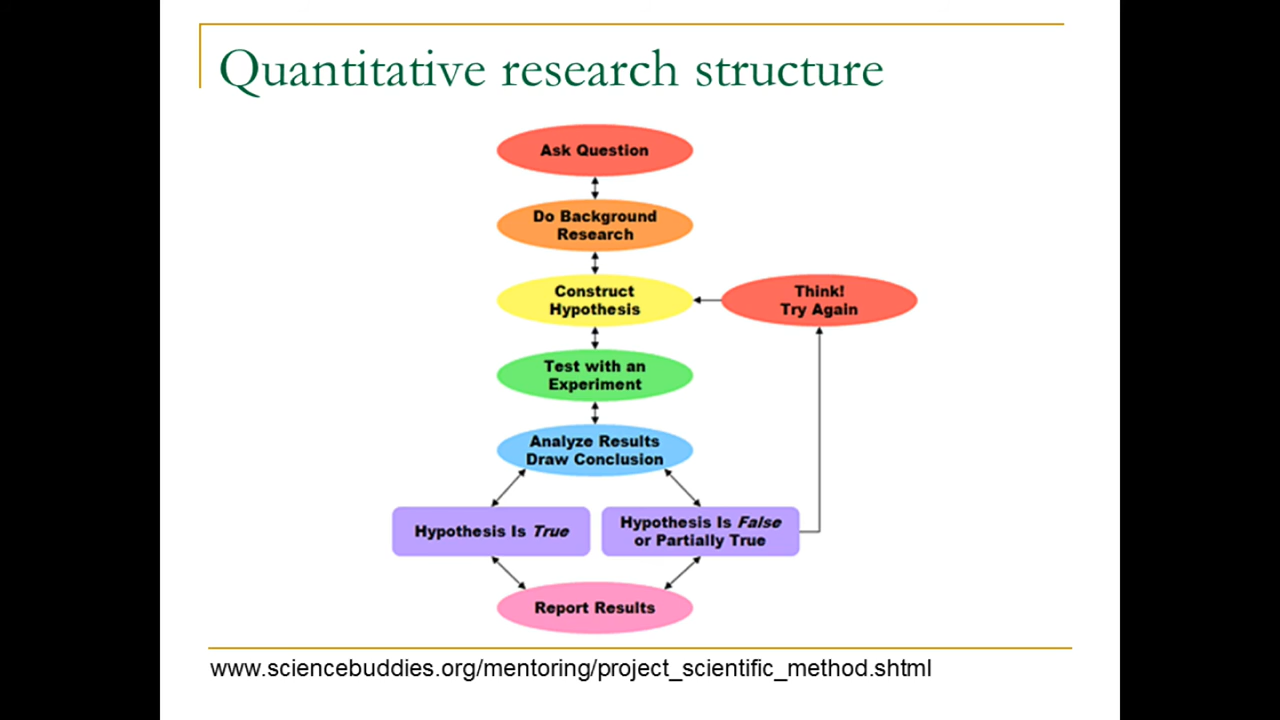 Quantitative research structure
Ask Question
Do Background
Research
Construct
Hypothesis
Think!
Try Again
Test with an
Experiment
Analyze Results
Draw Conclusion
Hypothesis Is True
Hypothesis Is False
or Partially True
Report Results
www.sciencebuddies.org/mentoring/project_scientific_method.shtml